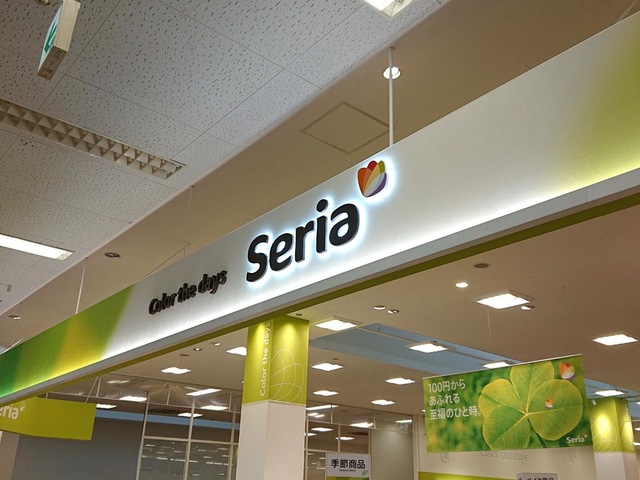 Color the days
Seria
Color the days
100円から
あふれる
至福のひと時。
Seria
季節商品